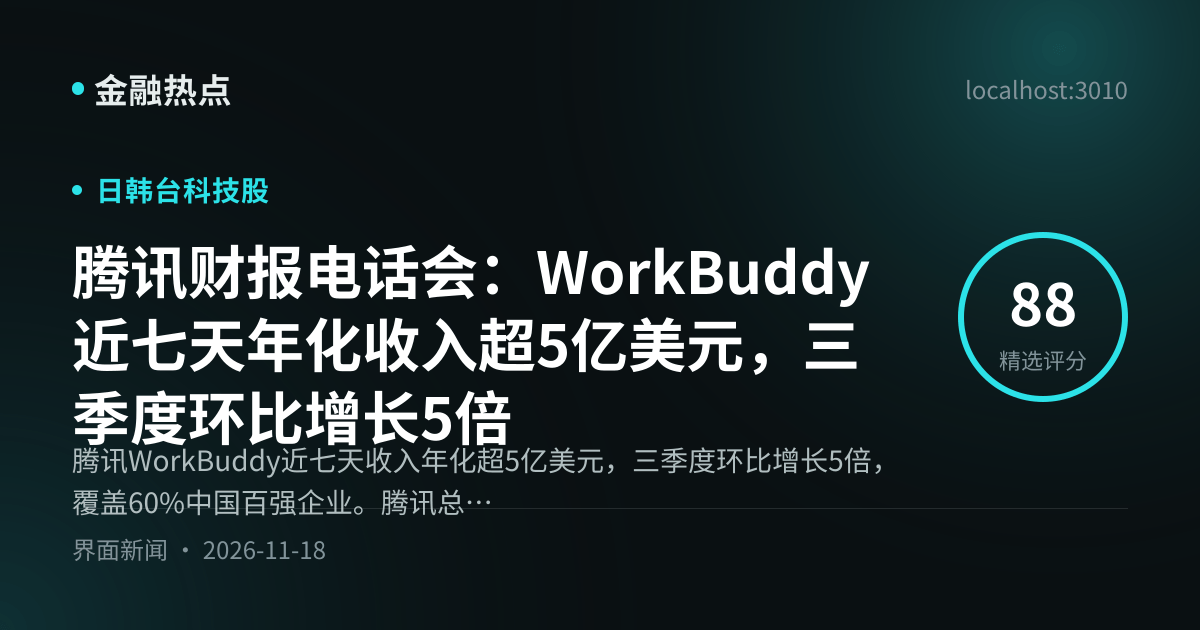 金融热点
localhost:3010
日韩台科技股
腾讯财报电话会：WorkBuddy
近七天年化收入超5亿美元，三
季度环比增长5倍
88
精选评分
腾讯WorkBuddy近七天收入年化超5亿美元，三季度环比增长5倍，
覆盖60%中国百强企业。腾讯总…
界面新闻 · 2026-11-18